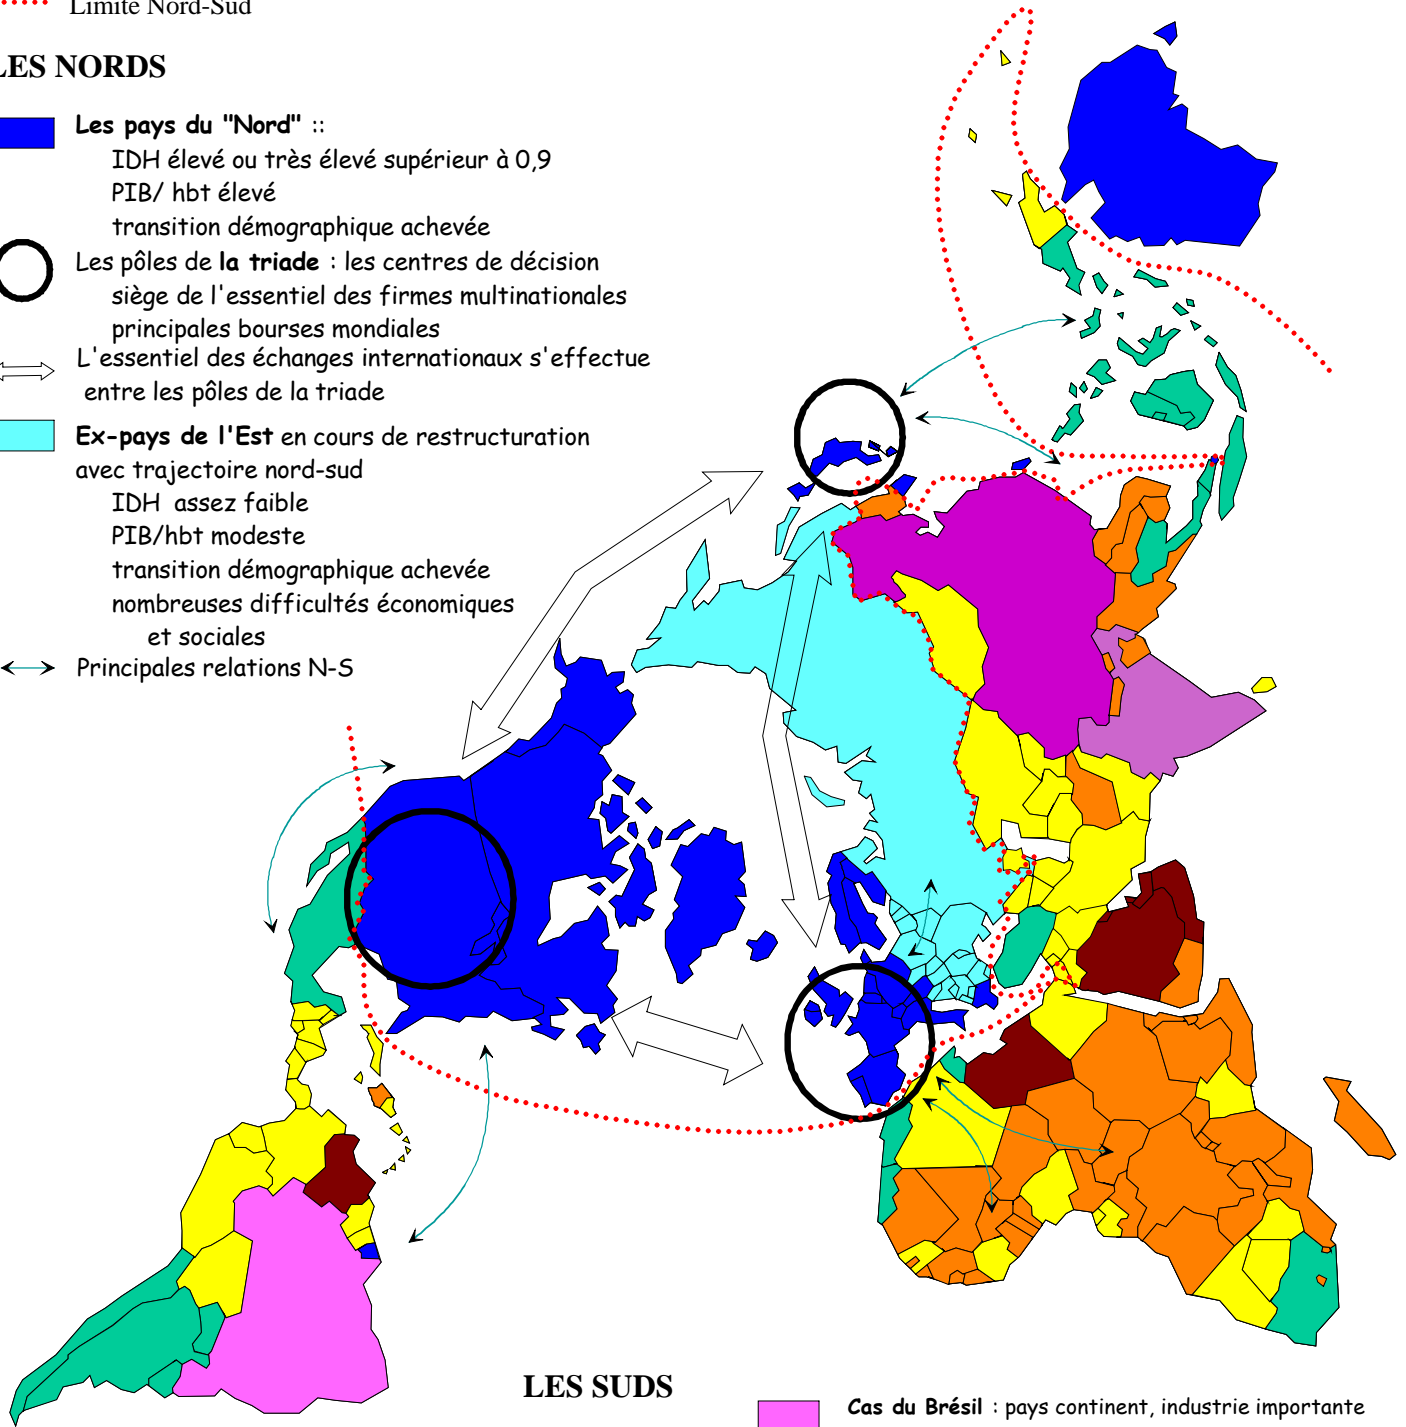 Limite Nord-Sud
LES NORDS
Les pays du "Nord" ::
IDH élevé ou très élevé supérieur à 0,9
PIB/ hbt élevé
transition démographique achevée
Les pôles de la triade : les centres de décision
siège de l'essentiel des firmes multinationales
principales bourses mondiales
L'essentiel des échanges internationaux s'effectue
entre les pôles de la triade
Ex-pays de l'Est en cours de restructuration
avec trajectoire nord-sud
IDH assez faible
PIB/hbt modeste
transition démographique achevée
nombreuses difficultés économiques
et sociales
Principales relations N-S
LES SUDS
Cas du Brésil : pays continent, industrie importante